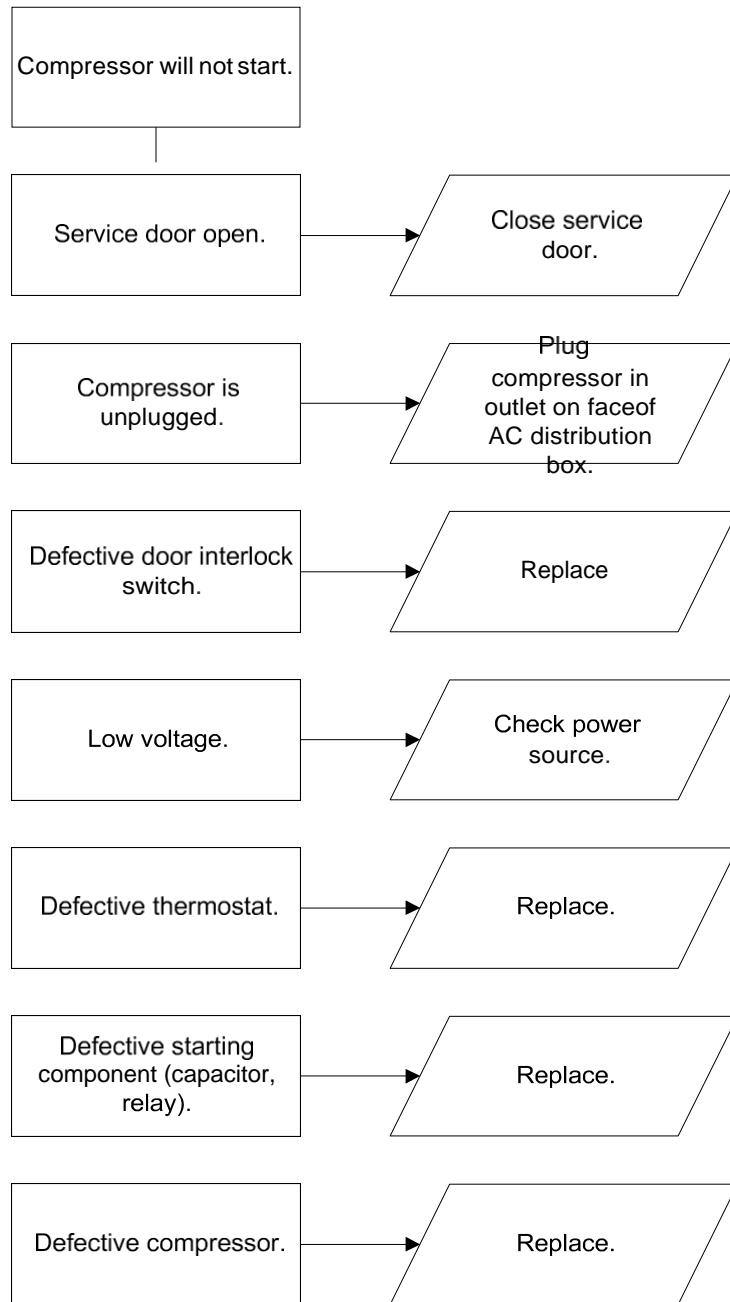 Compressor will not start.
Service door open.
Close service
door.
Compressor is
unplugged.
Plug
compressor in
outlet on faceof
AC distribution
box.
Defective door interlock
switch.
Replace
Low voltage.
Check power
source.
Defective thermostat.
Replace.
Defective starting
component (capacitor,
relay).
Replace.
Defective compressor.
Replace.